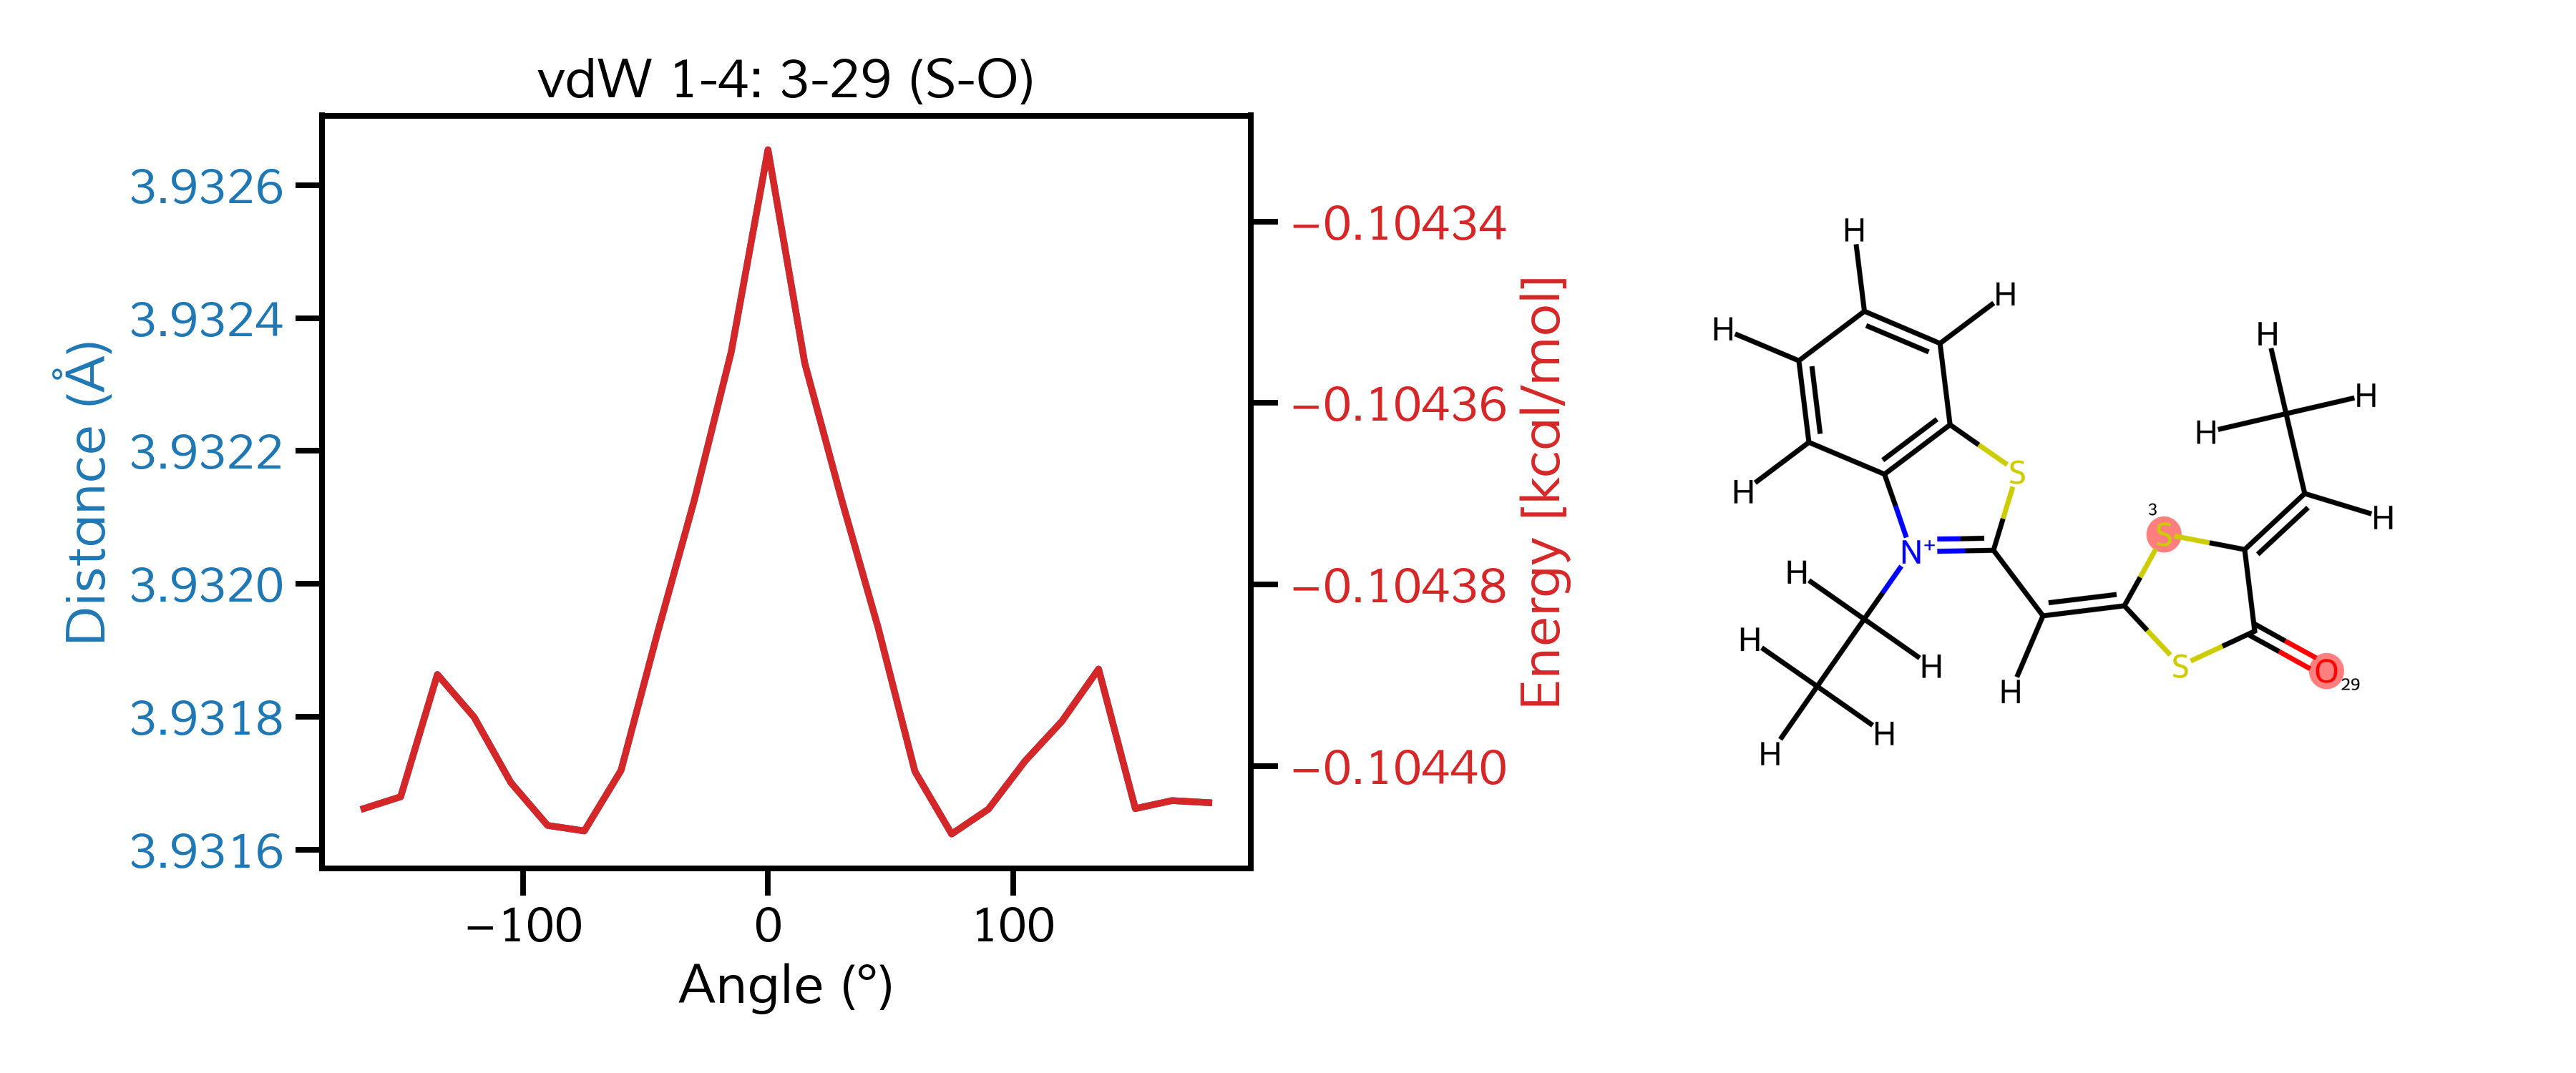 vdW 1-4: 3-29 (S-O)
Distance (Å)
3.9326
3.9324
3.9322
3.9320
3.9318
3.9316
−0.10434
−0.10436
−0.10438
−0.10440
Energy [kcal/mol]
−100
0
100
Angle (°)
H
H
H
H
H
H
H
S
H
H
3
S
N+
H
H
H
S
O
29
H
H
H
H